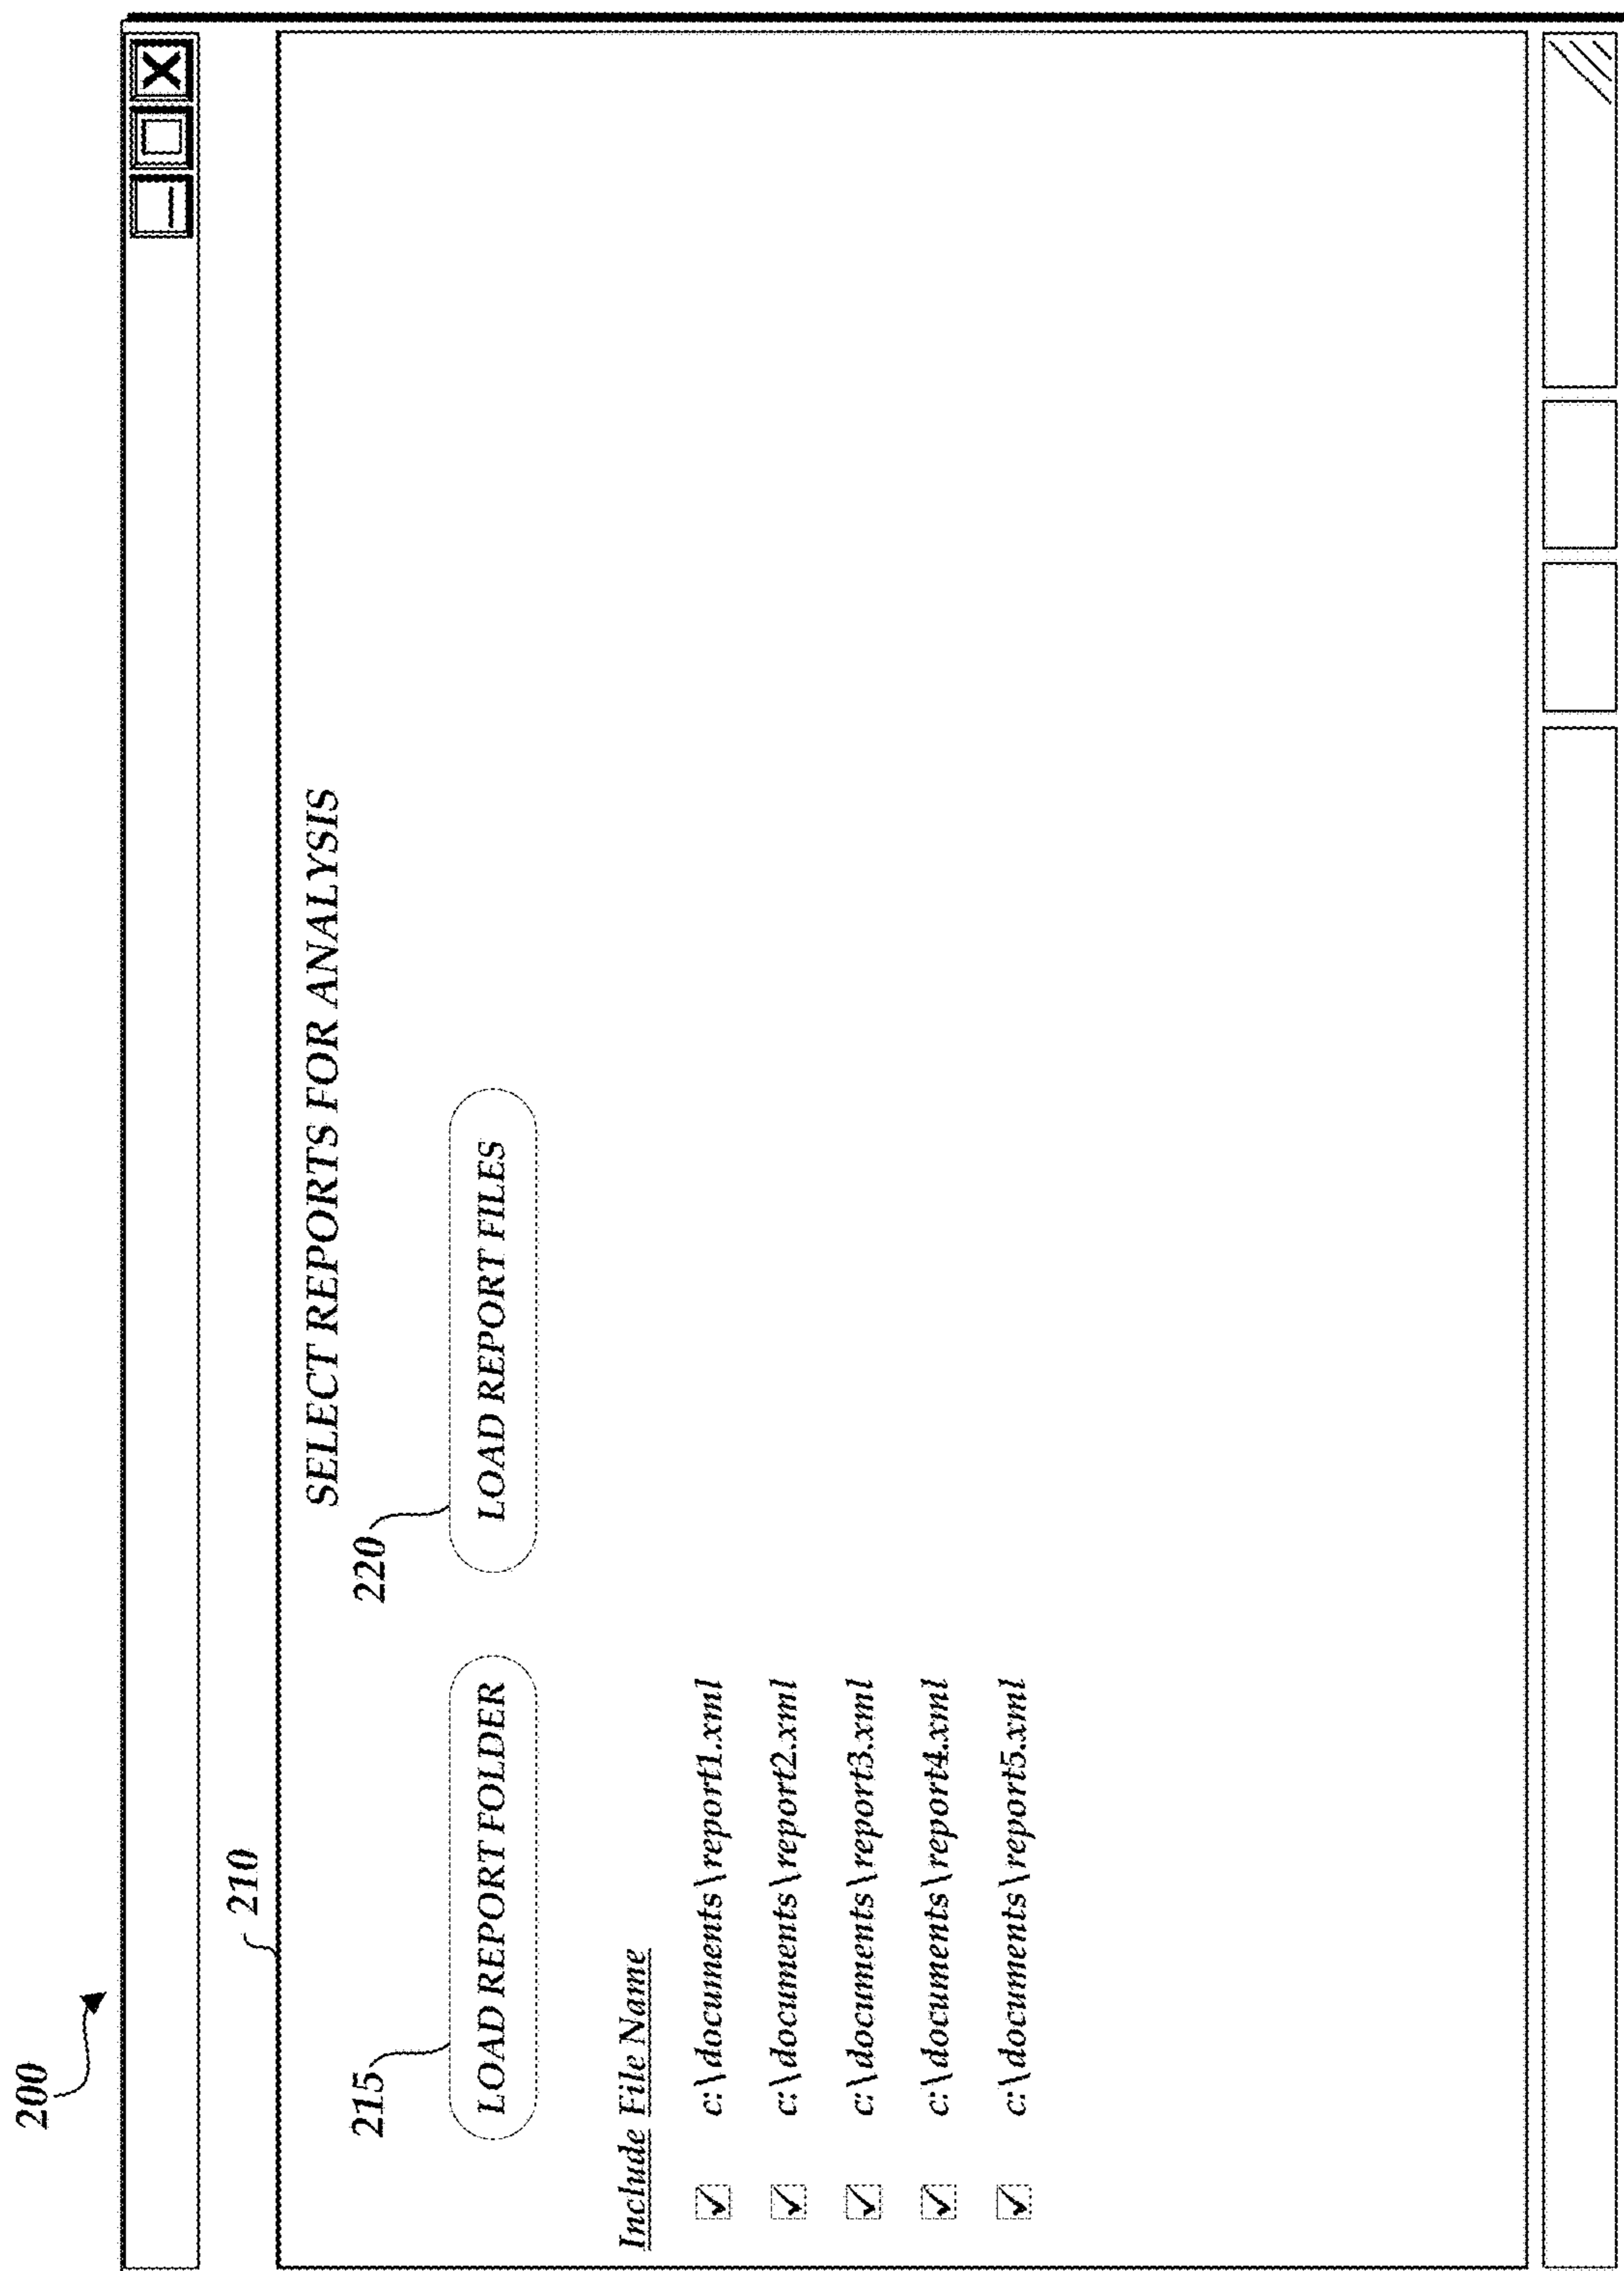 200
210
SELECT REPORTS FOR ANALYSIS
215
220
LOAD REPORT FOLDER
LOAD REPORT FILES
Include File Name
c:\documents\report1.xml
c:\documents\report2.xml
c:\documents\report3.xml
c:\documents\report4.xml
c:\documents\report5.xml